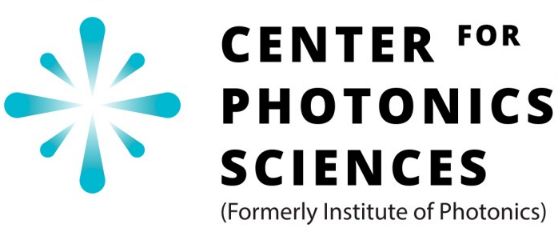 CENTER FOR
PHOTONICS
SCIENCES
(Formerly Institute of Photonics)